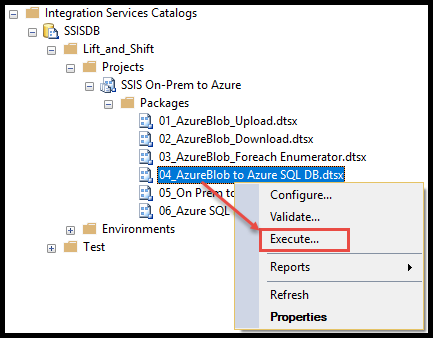 Integration Services Catalogs
SSISDB
Lift_and_Shift
Projects
SSIS On-Prem to Azure
Packages
01_AzureBlob_Upload.dtsx
02_AzureBlob_Download.dtsx
03_AzureBlob_Foreach Enumerator.dtsx
04_AzureBlob to Azure SQL DB.dtsx
05_On Prem to
06_Azure SQL
Environments
Test
Configure...
Validate...
Execute...
Reports
Refresh
Properties